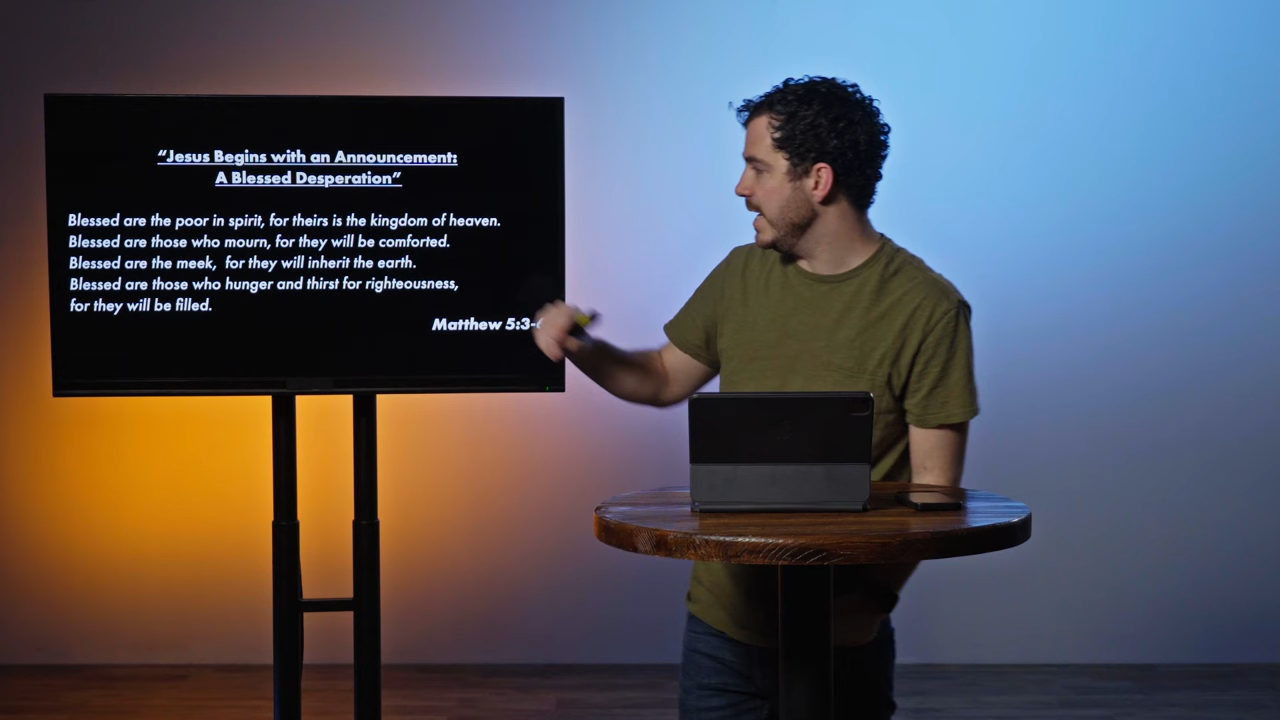 “Jesus Begins with an Announcement:
A Blessed Desperation”
Blessed are the poor in spirit, for theirs is the kingdom of heaven.
Blessed are those who mourn, for they will be comforted.
Blessed are the meek,  for they will inherit the earth.
Blessed are those who hunger and thirst for righteousness,
for they will be filled.
Matthew 5:3-